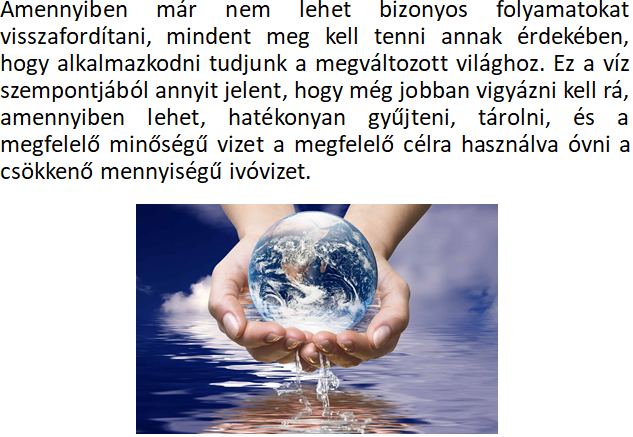 Amennyiben már nem lehet bizonyos folyamatokat
visszafordítani, mindent meg kell tenni annak érdekében,
hogy alkalmazkodni tudjunk a megváltozott világhoz. Ez a víz
szempontjából annyit jelent, hogy még jobban vigyázni kell rá,
amennyiben lehet, hatékonyan gyűjteni, tárolni, és a
megfelelő minőségű vizet a megfelelő célra használva óvni a
csökkenő mennyiségű ivóvizet.